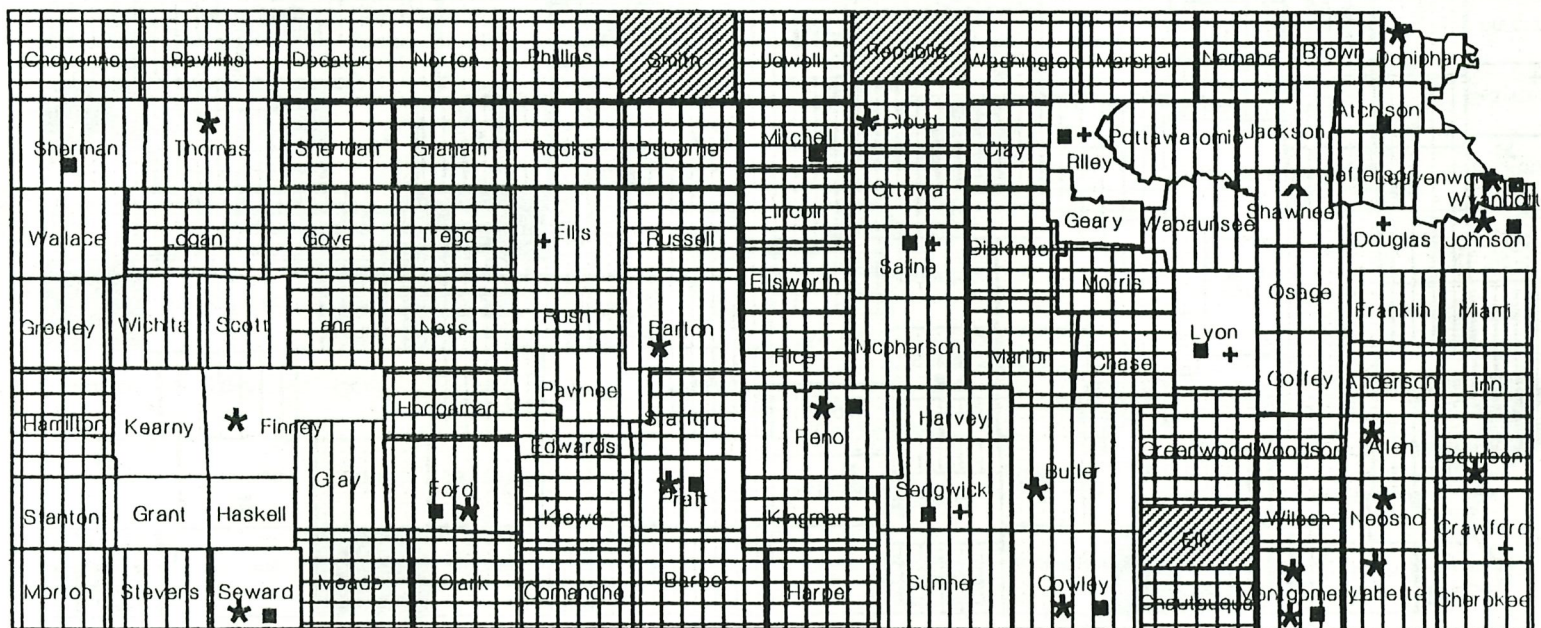 Cheyenne Rawlins Decatur Norton Phillips Smith Jewell Republic Washington Marshal Nemaha Brown Doniphan
Atchison
Sherman Thomas Sheridan Graham Rooks Osborne Mitchell Cloud Clay Riley Pottawatomie Jackson
Jefferson Leavenworth
Ottawa
Wyandott
Wallace Logan Gove Trego Ellis Russell Lincoln Saline Dickinson Geary Wabaunsee Shawnee Douglas Johnson
Ellsworth Morris
Greeley Wichita Scott Lane Ness Rush Barton Rice Mcpherson Marion Chase Lyon Osage Franklin Miami
Hamilton Kearny Finney Hodgeman Pawnee Stafford Reno Harvey Coffey Anderson Linn
Edwards
Gray Ford Pratt Sedgwick Butler Greenwood Woodson Allen Bourbon
Stanton Grant Haskell Kiowa Kingman Elk Wilson Neosho Crawford
Morton Stevens Seward Meade Clark Comanche Barber Harper Sumner Cowley Chautauqua Montgomery Labette Cherokee